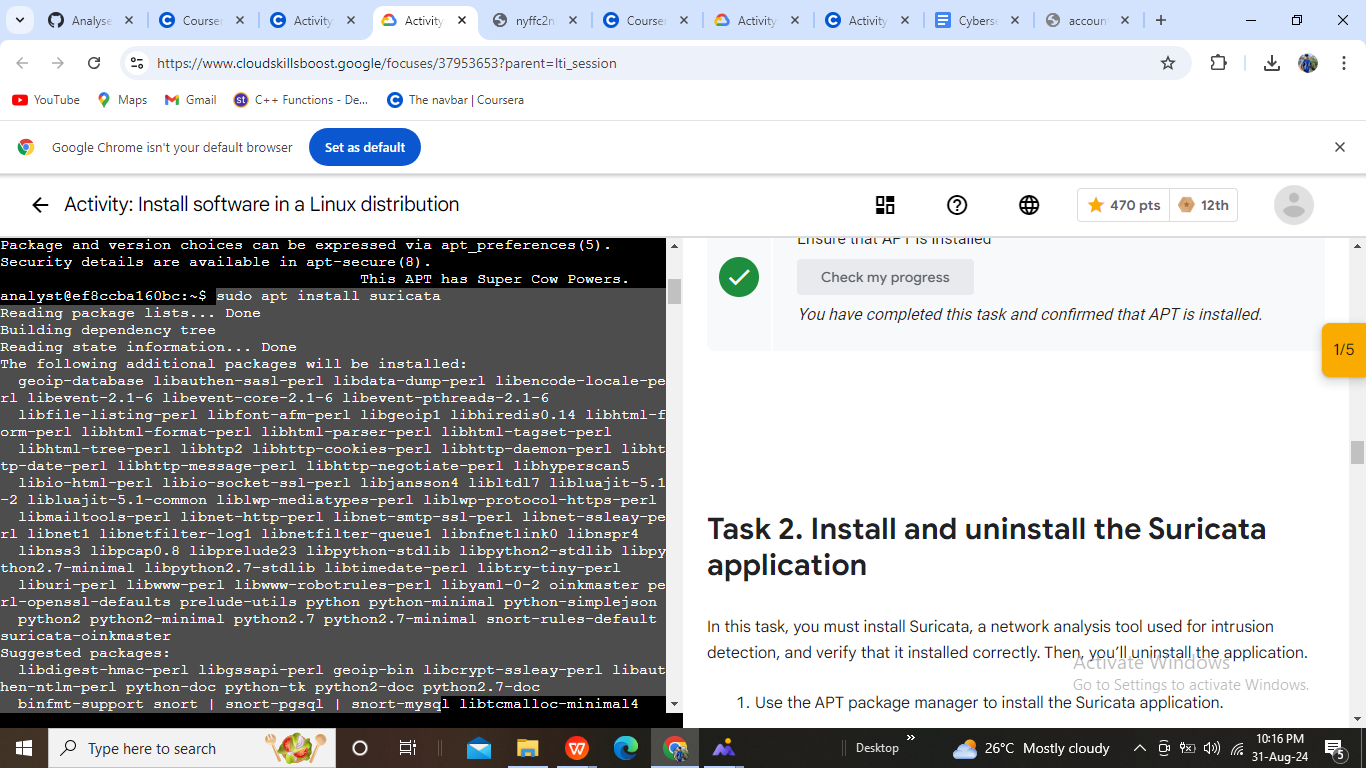 Analyse
Course
Activity
Activity
nyffc2n
Course
Activity
Activity
Cyberse
accoun
https://www.cloudskillsboost.google/focuses/37953653?parent=lti_session
YouTube
Maps
Gmail
C++ Functions - De...
The navbar | Coursera
Google Chrome isn't your default browser
Set as default
Activity: Install software in a Linux distribution
470 pts
12th
Package and version choices can be expressed via apt_preferences(5).
Security details are available in apt-secure(8).
This APT has Super Cow Powers.
analyst@ef8ccba160bc:~$ sudo apt install suricata
Reading package lists... Done
Building dependency tree
Reading state information... Done
The following additional packages will be installed:
geoip-database libauthen-sasl-perl libdata-dump-perl libencode-locale-pe
rl libevent-2.1-6 libevent-core-2.1-6 libevent-pthreads-2.1-6
libfile-listing-perl libfont-afm-perl libgeoip1 libhiredis0.14 libhtml-f
orm-perl libhtml-format-perl libhtml-parser-perl libhtml-tagset-perl
libhtml-tree-perl libhtp2 libhttp-cookies-perl libhttp-daemon-perl libht
tp-date-perl libhttp-message-perl libhttp-negotiate-perl libhyperscan5
libio-html-perl libio-socket-ssl-perl libjansson4 libltdl7 libluajit-5.1
-2 libluajit-5.1-common liblwp-mediatypes-perl liblwp-protocol-https-perl
libmailtools-perl libnet-http-perl libnet-smtp-ssl-perl libnet-ssleay-pe
rl libnet1 libnetfilter-log1 libnetfilter-queue1 libnfnetlink0 libnspr4
libnss3 libpcap0.8 libprelude23 libpython-stdlib libpython2-stdlib libpy
thon2.7-minimal libpython2.7-stdlib libtimedate-perl libtry-tiny-perl
liburi-perl libwww-perl libwww-robotrules-perl libyaml-0-2 oinkmaster pe
rl-openssl-defaults prelude-utils python python-minimal python-simplejson
python2 python2-minimal python2.7 python2.7-minimal snort-rules-default
suricata-oinkmaster
Suggested packages:
libdigest-hmac-perl libgssapi-perl geoip-bin libcrypt-ssleay-perl libaut
hen-ntlm-perl python-doc python-tk python2-doc python2.7-doc
binfmt-support snort | snort-pgsql | snort-mysql libtcmalloc-minimal4
Ensure that APT is installed
Check my progress
You have completed this task and confirmed that APT is installed.
1/5
Task 2. Install and uninstall the Suricata
application
In this task, you must install Suricata, a network analysis tool used for intrusion
detection, and verify that it installed correctly. Then, you'll uninstall the application.
Activate Windows
Go to Settings to activate Windows.
1. Use the APT package manager to install the Suricata application.
Type here to search
Desktop
26°C Mostly cloudy
10:16 PM
31-Aug-24
5